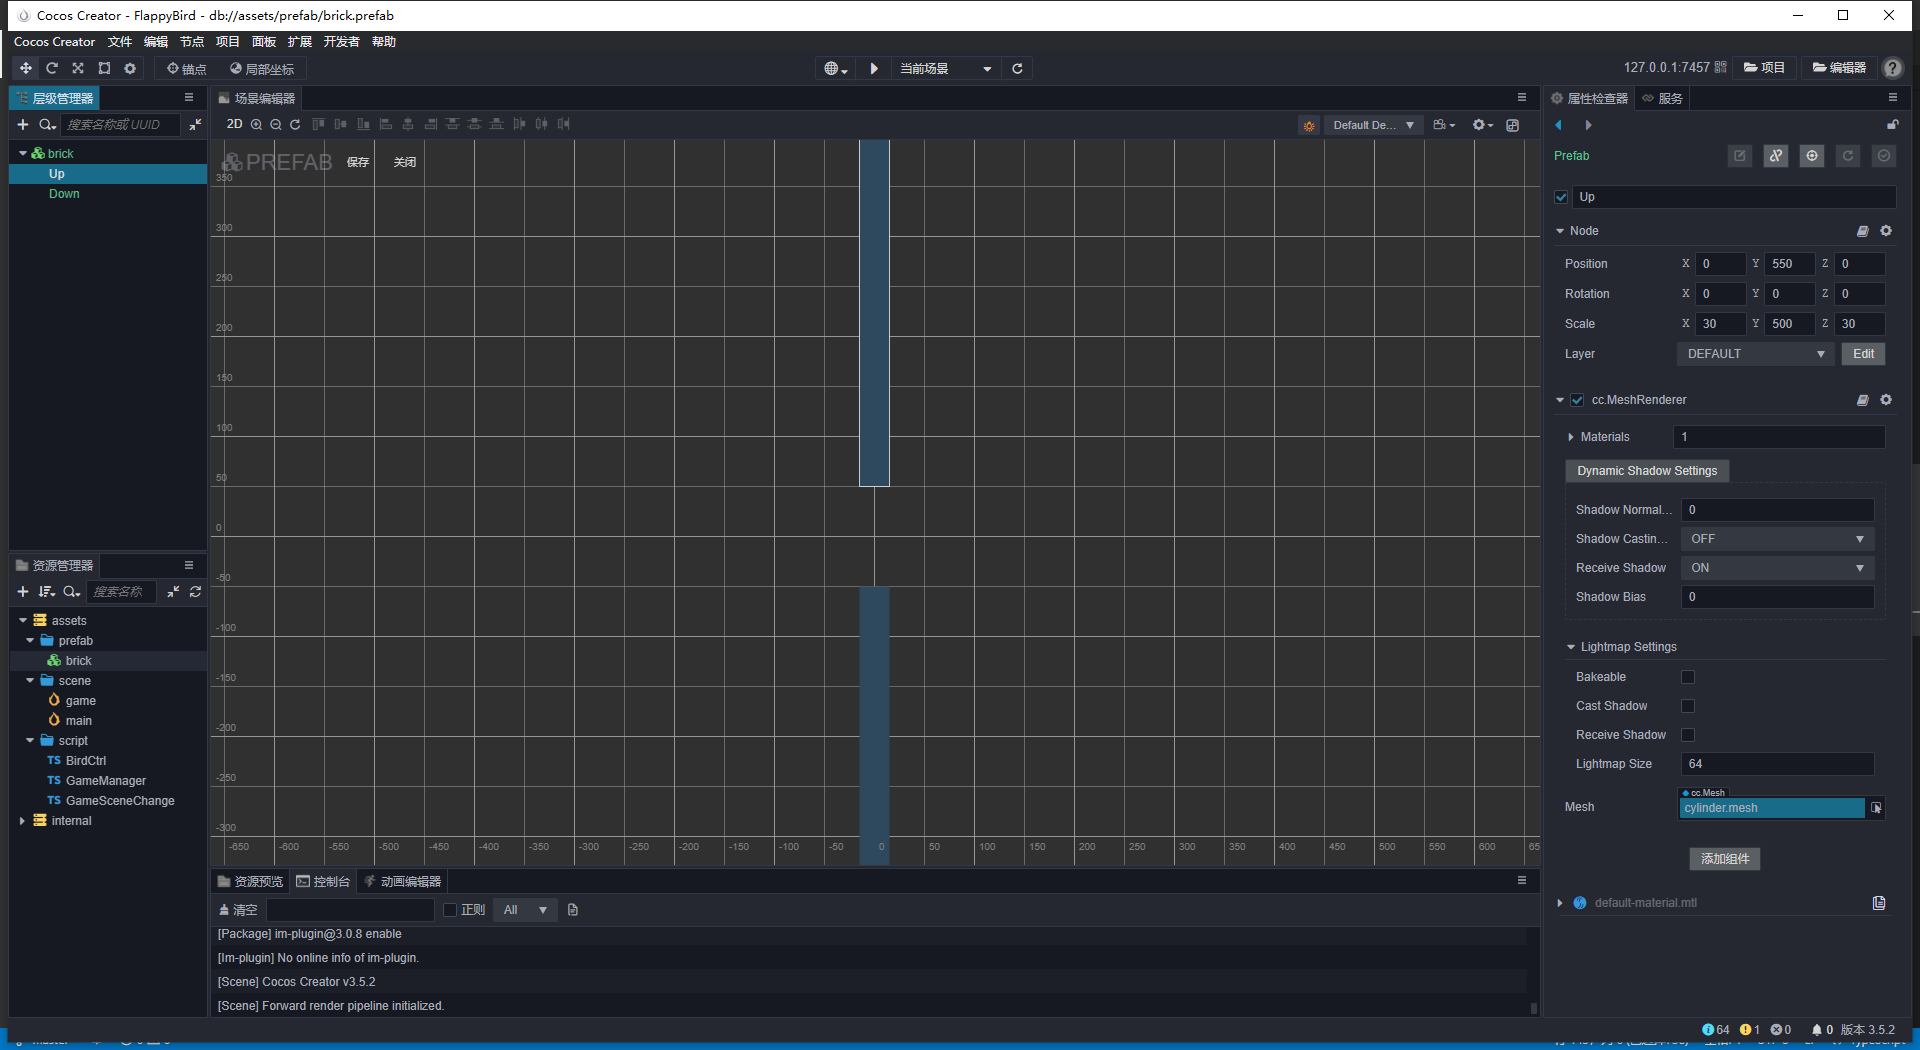 Cocos Creator - FlappyBird - db://assets/prefab/brick.prefab
Cocos Creator 文件 编辑 节点 项目 面板 扩展 开发者 帮助
锚点 局部坐标 当前场景 127.0.0.1:7457 项目 编辑器
层级管理器
搜索名称或 UUID
brick
Up
Down
资源管理器
搜索名称
assets
prefab
brick
scene
game
main
script
TS BirdCtrl
TS GameManager
TS GameSceneChange
internal
场景编辑器
2D Default De...
PREFAB 保存 关闭
350
300
250
200
150
100
50
0
-50
-100
-150
-200
-250
-300
-650 -600 -550 -500 -450 -400 -350 -300 -250 -200 -150 -100 -50 0 50 100 150 200 250 300 350 400 450 500 550 600 65
资源预览 控制台 动画编辑器
清空 正则 All
[Package] im-plugin@3.0.8 enable
[Im-plugin] No online info of im-plugin.
[Scene] Cocos Creator v3.5.2
[Scene] Forward render pipeline initialized.
属性检查器 服务
Prefab
Up
Node
Position X 0 Y 550 Z 0
Rotation X 0 Y 0 Z 0
Scale X 30 Y 500 Z 30
Layer DEFAULT Edit
cc.MeshRenderer
Materials 1
Dynamic Shadow Settings
Shadow Normal... 0
Shadow Castin... OFF
Receive Shadow ON
Shadow Bias 0
Lightmap Settings
Bakeable
Cast Shadow
Receive Shadow
Lightmap Size 64
cc.Mesh
Mesh cylinder.mesh
添加组件
default-material.mtl
64 1 0 0 版本 3.5.2